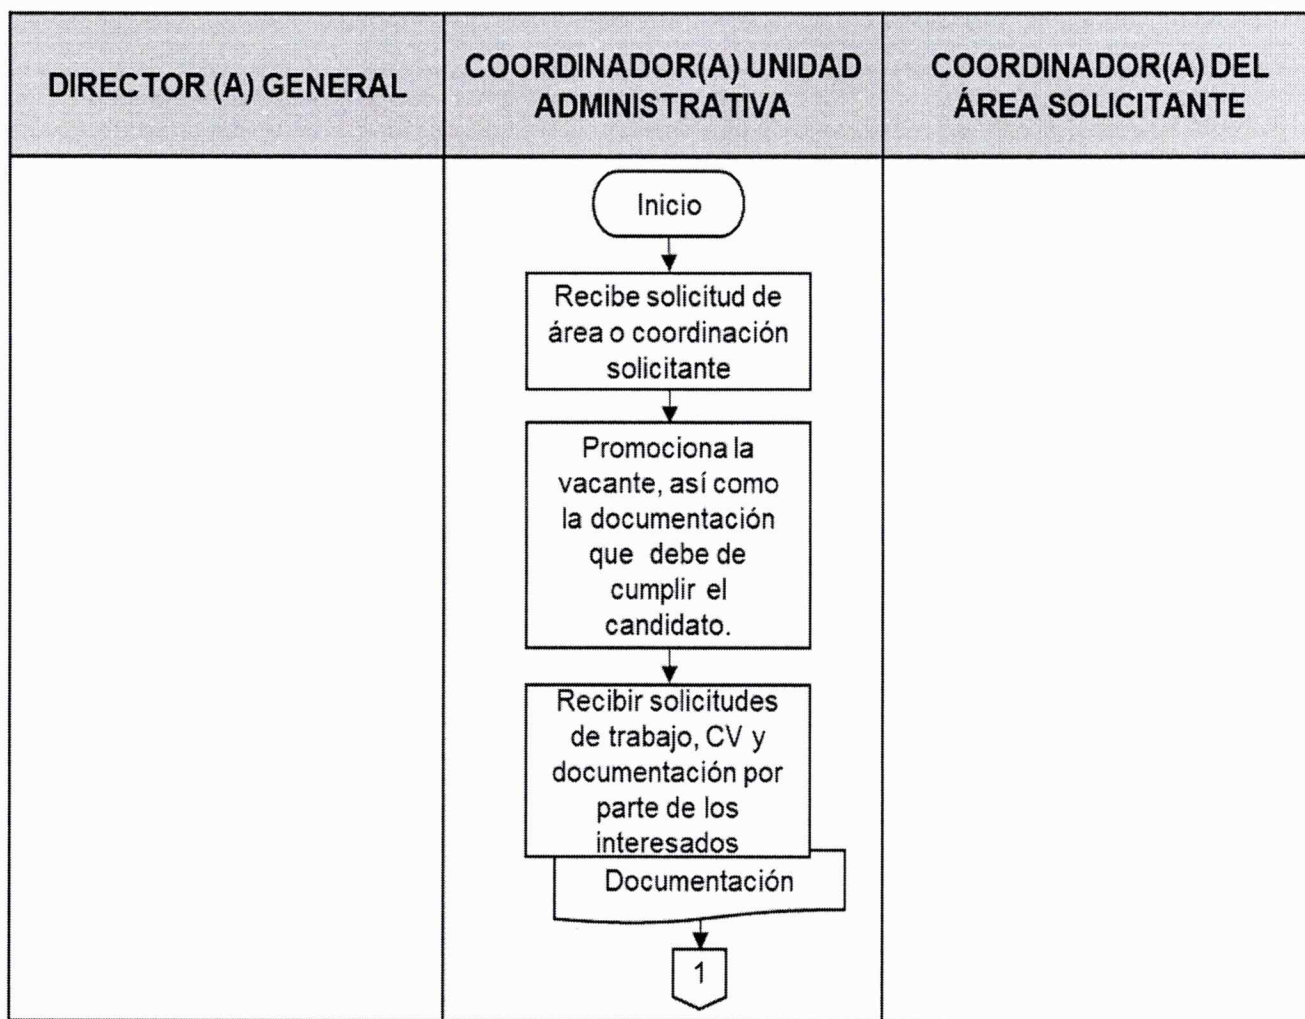 DIRECTOR (A) GENERAL
COORDINADOR(A) UNIDAD
ADMINISTRATIVA
COORDINADOR(A) DEL
ÁREA SOLICITANTE
Inicio
Recibe solicitud de
área o coordinación
solicitante
Promociona la
vacante, así como
la documentación
que debe de
cumplir el
candidato.
Recibir solicitudes
de trabajo, CV y
documentación por
parte de los
interesados
Documentación
1